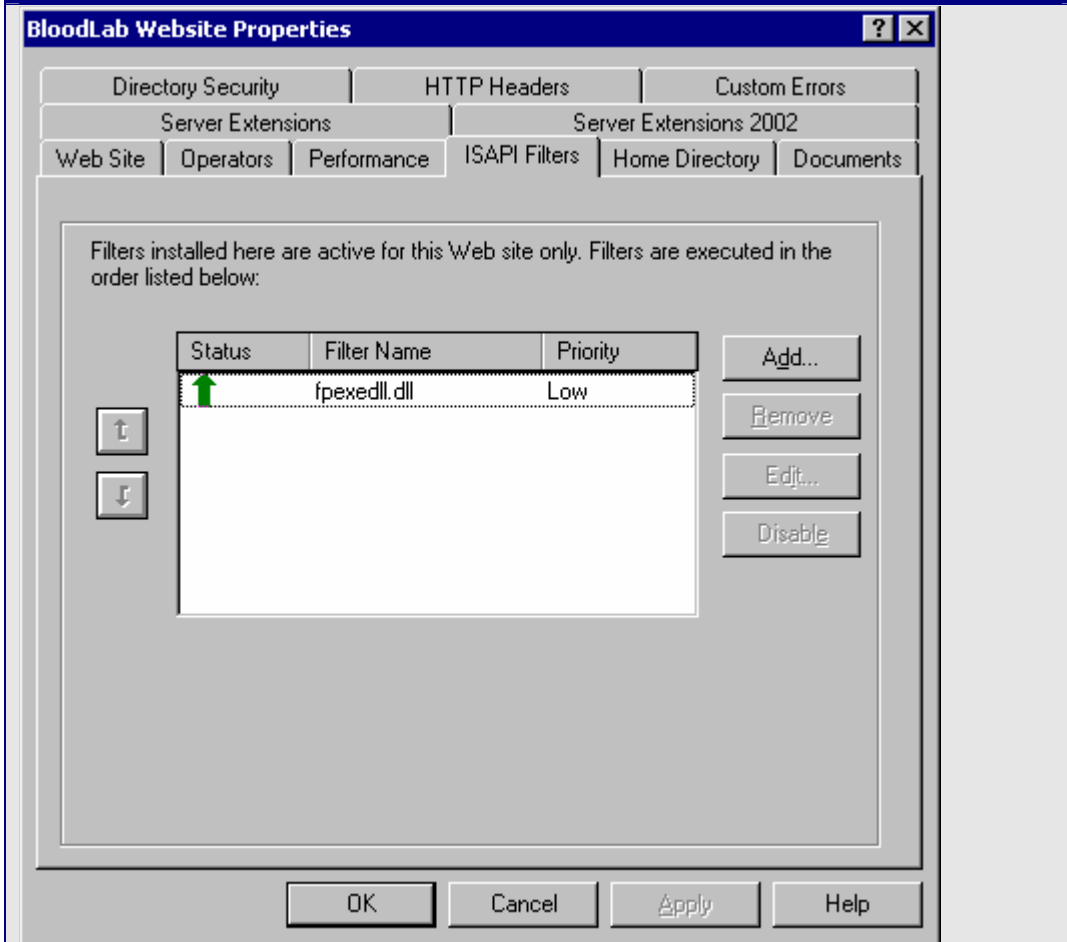 BloodLab Website Properties
Directory Security HTTP Headers Custom Errors
Server Extensions Server Extensions 2002
Web Site Operators Performance ISAPI Filters Home Directory Documents
Filters installed here are active for this Web site only. Filters are executed in the
order listed below:
Status Filter Name Priority
fpexedll.dll Low
Add...
Remove
Edit...
Disable
OK Cancel Apply Help